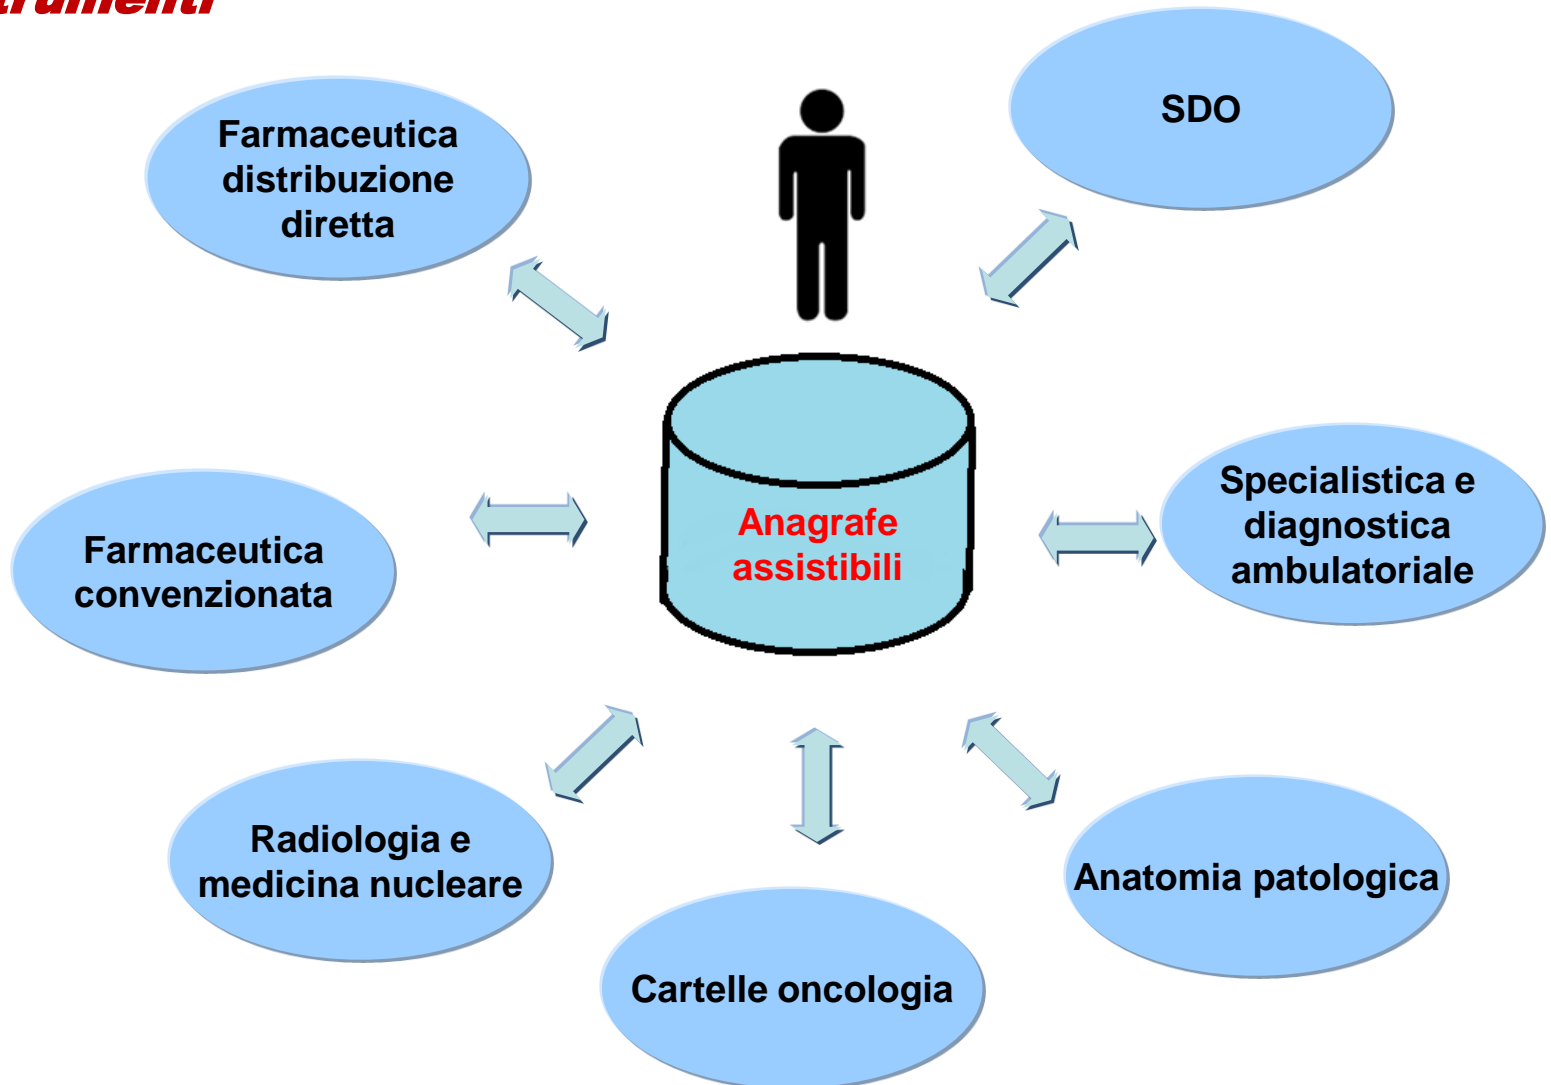 SDO
Farmaceutica
distribuzione
diretta
Specialistica e
diagnostica
ambulatoriale
Anagrafe
assistibili
Farmaceutica
convenzionata
Radiologia e
medicina nucleare
Anatomia patologica
Cartelle oncologia